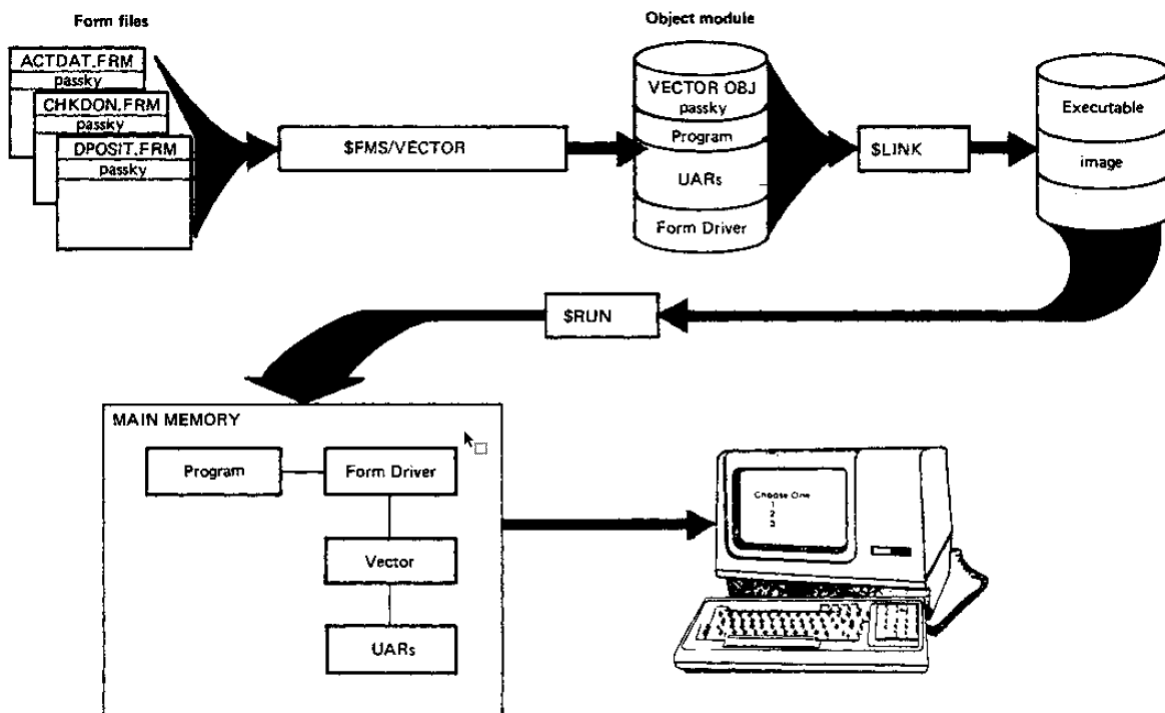 Form files
Object module
ACTDAT.FRM
passky
CHKDON.FRM
passky
DPOSIT.FRM
passky
$FMS/VECTOR
VECTOR OBJ
passky
Program
UARs
Form Driver
$LINK
Executable
image
$RUN
MAIN MEMORY
Program
Form Driver
Vector
UARs
Choose One
1
2
3